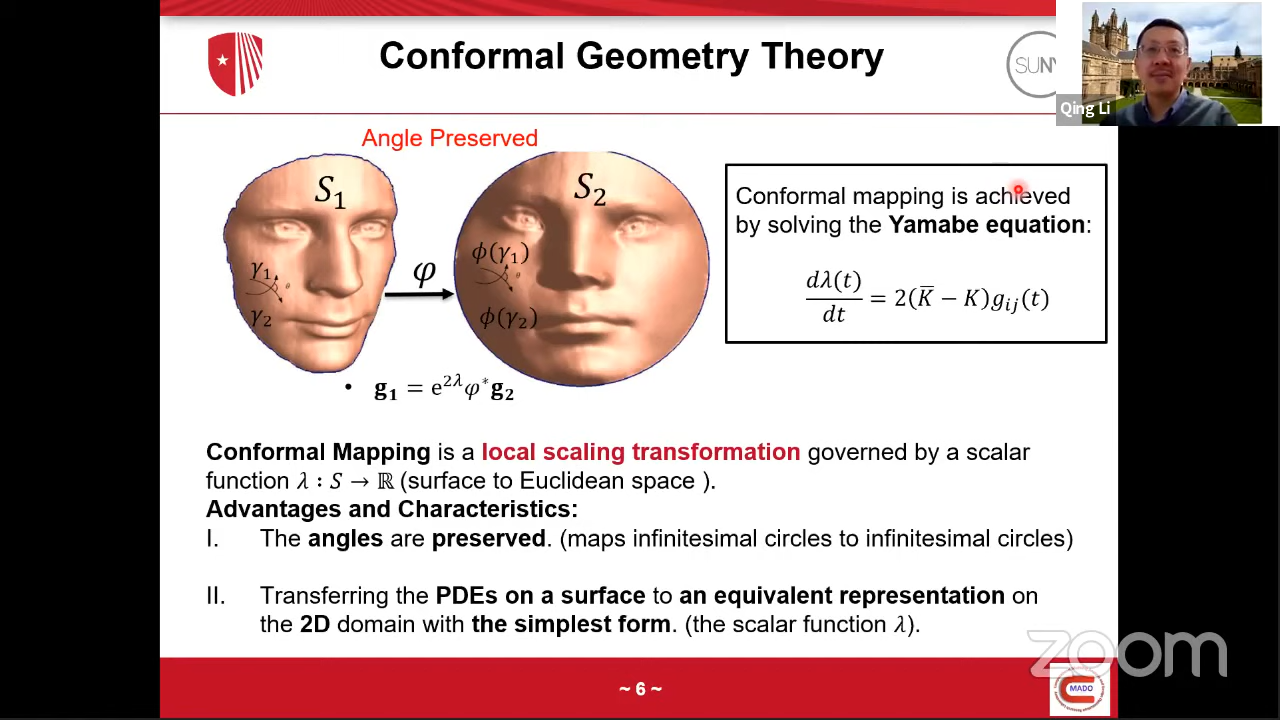 Conformal Geometry Theory
SUNY
Qing Li
Angle Preserved
S₁
S₂
γ₁
γ₂
θ
φ
ϕ(γ₁)
ϕ(γ₂)
θ
Conformal mapping is achieved
by solving the Yamabe equation:
dλ(t)/dt = 2(K̅ − K)gᵢⱼ(t)
• g₁ = e²ᵏ φ*g₂
Conformal Mapping is a local scaling transformation governed by a scalar
function λ : S → ℝ (surface to Euclidean space ).
Advantages and Characteristics:
I. The angles are preserved. (maps infinitesimal circles to infinitesimal circles)
II. Transferring the PDEs on a surface to an equivalent representation on
the 2D domain with the simplest form. (the scalar function λ).
~ 6 ~
zoom
MADO